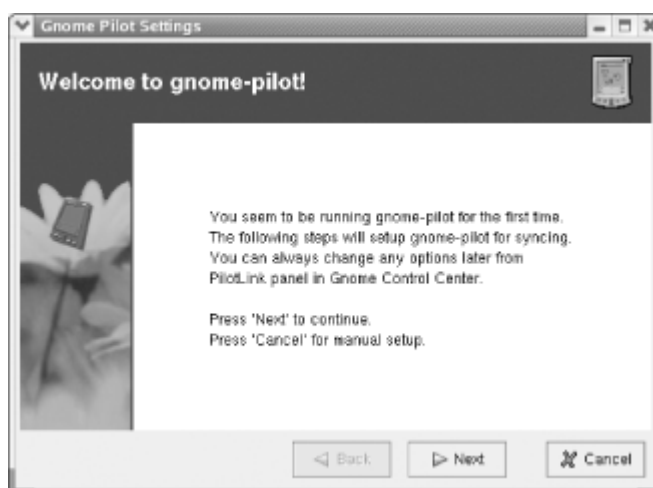 Gnome Pilot Settings
Welcome to gnome-pilot!
You seem to be running gnome-pilot for the first time.
The following steps will setup gnome-pilot for syncing.
You can always change any options later from
PilotLink panel in Gnome Control Center.
Press 'Next' to continue.
Press 'Cancel' for manual setup.
Back
Next
Cancel